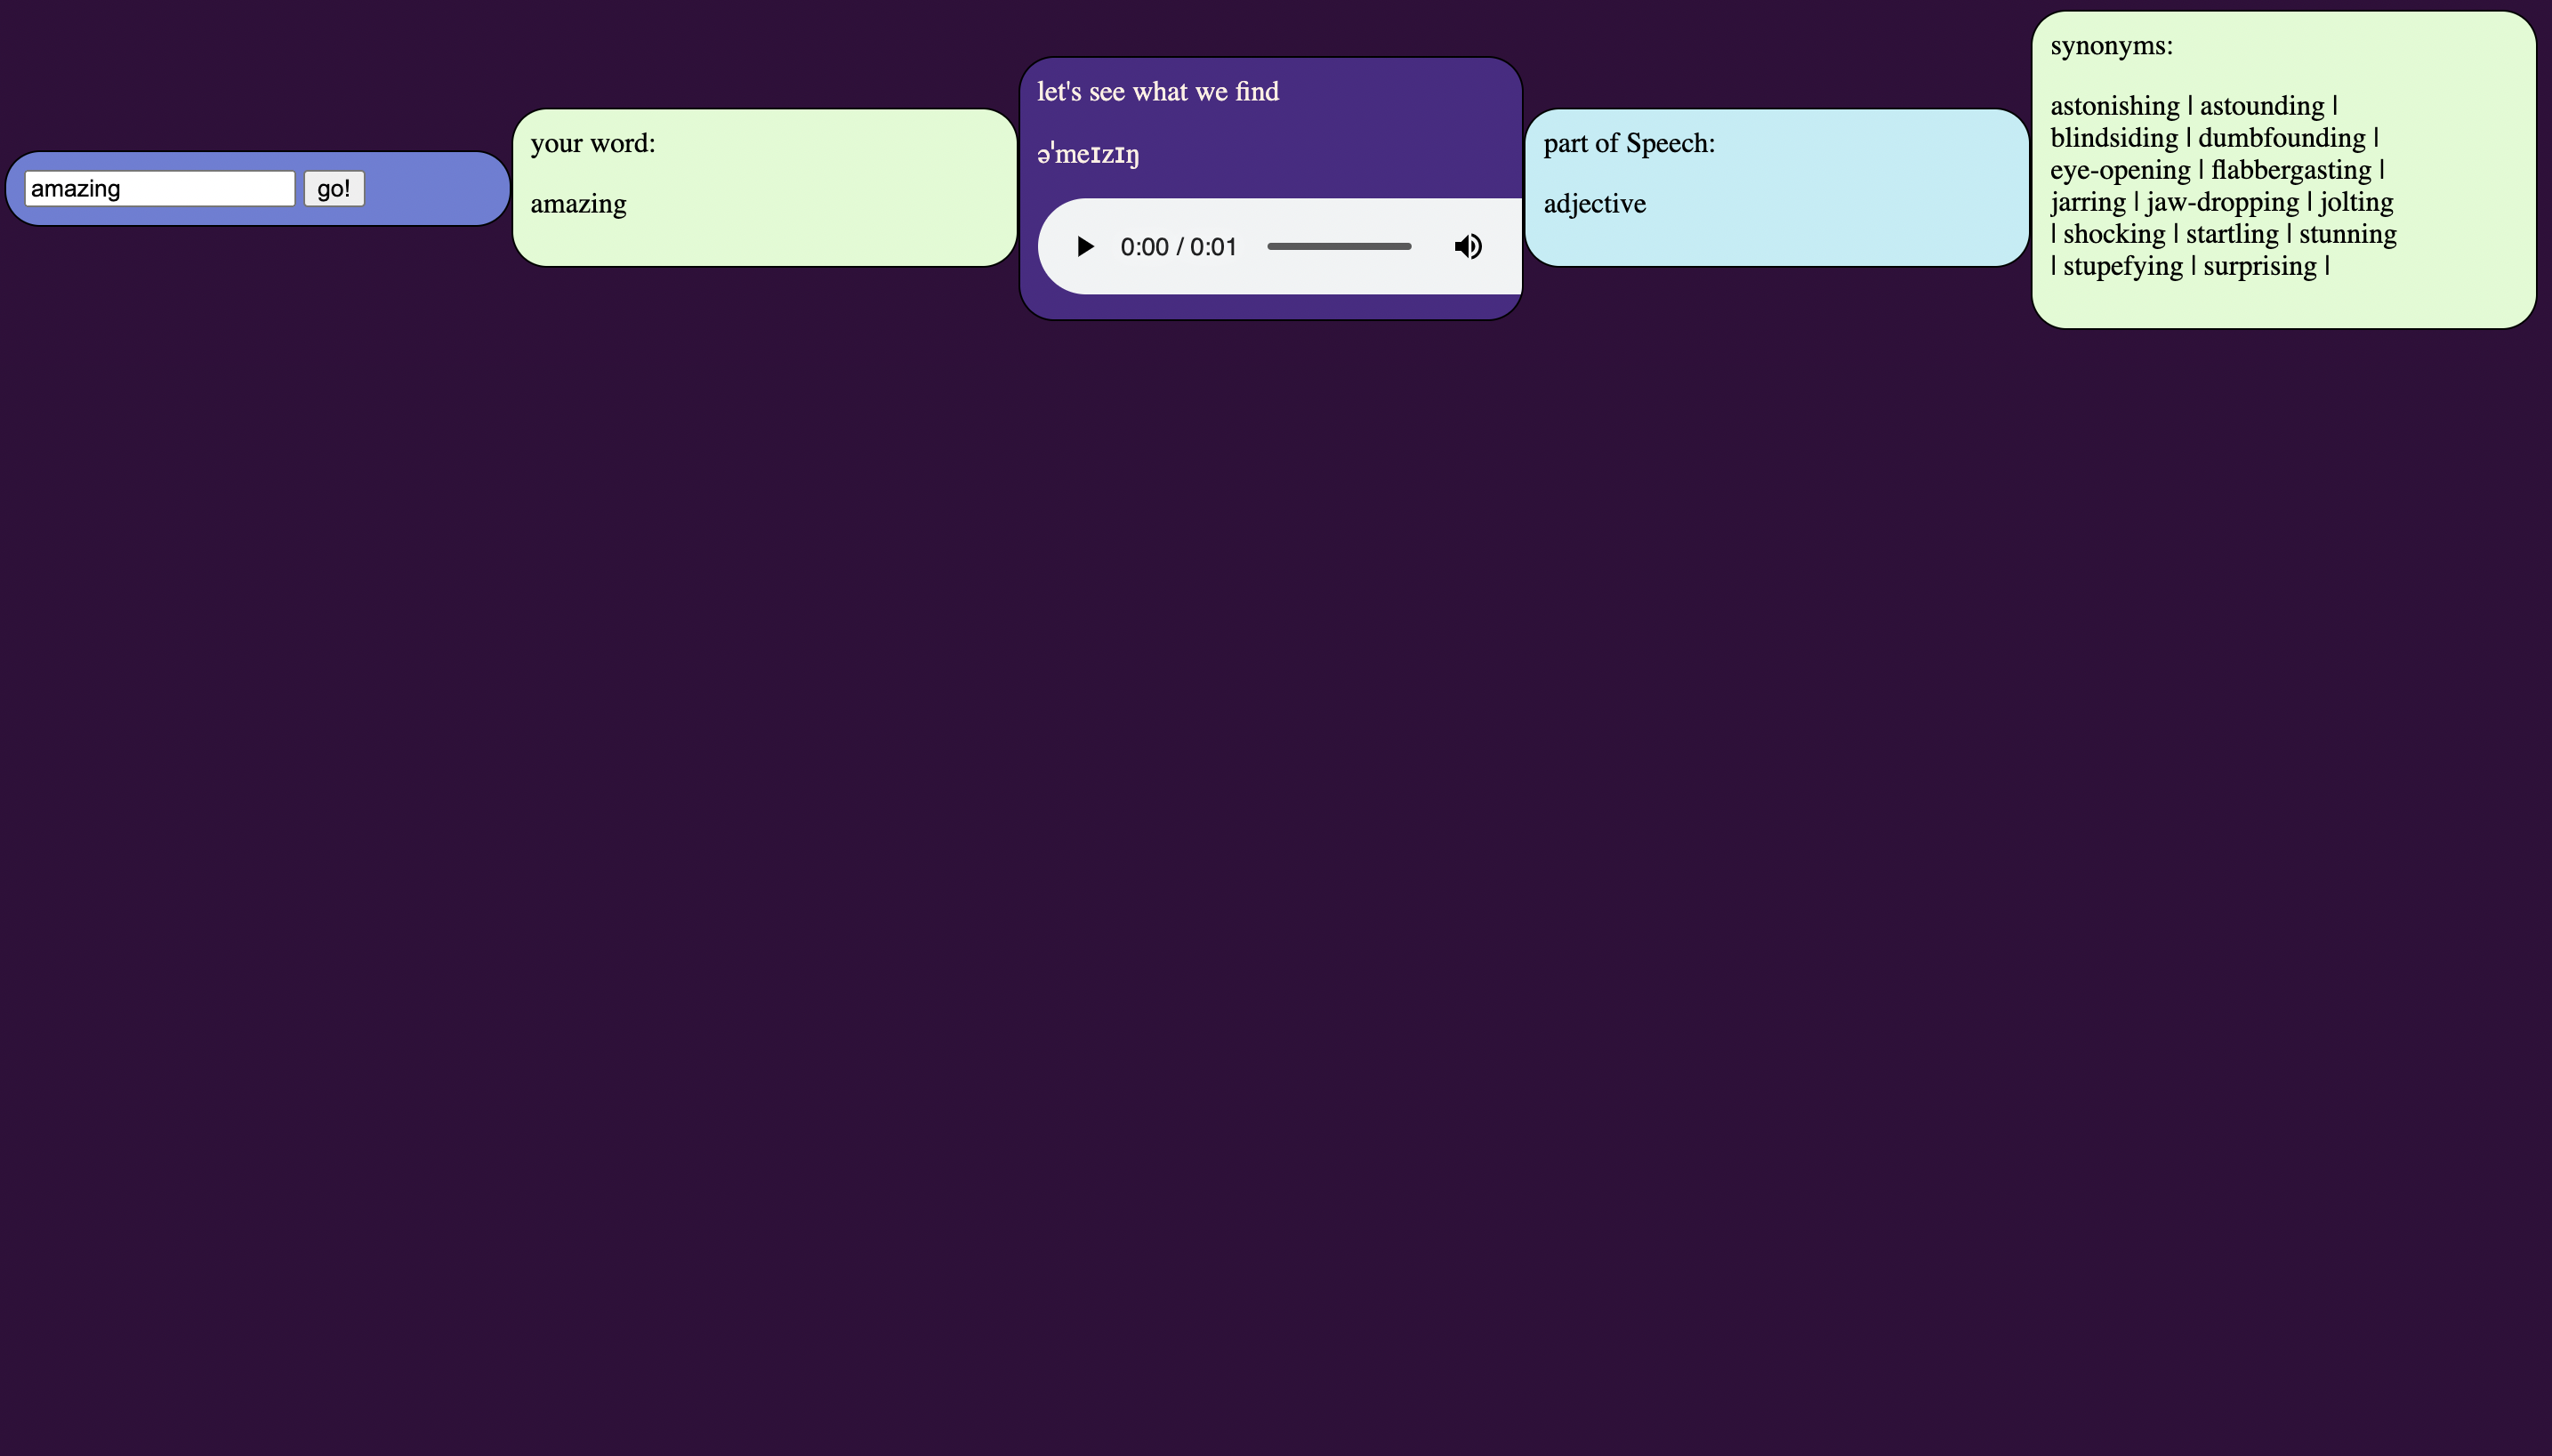 amazing go!
your word:
amazing
let's see what we find
ə'meɪzɪŋ
0:00 / 0:01
part of Speech:
adjective
synonyms:
astonishing | astounding |
blindsiding | dumbfounding |
eye-opening | flabbergasting |
jarring | jaw-dropping | jolting
| shocking | startling | stunning
| stupefying | surprising |